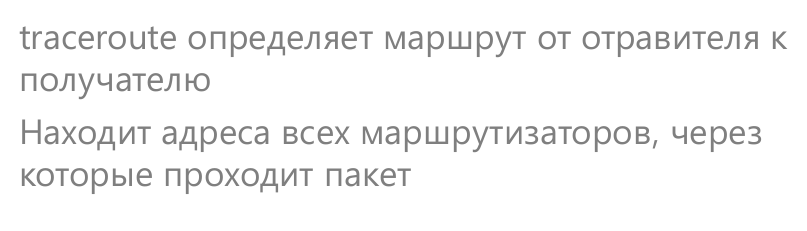 traceroute определяет маршрут от отравителя к
получателю
Находит адреса всех маршрутизаторов, через
которые проходит пакет